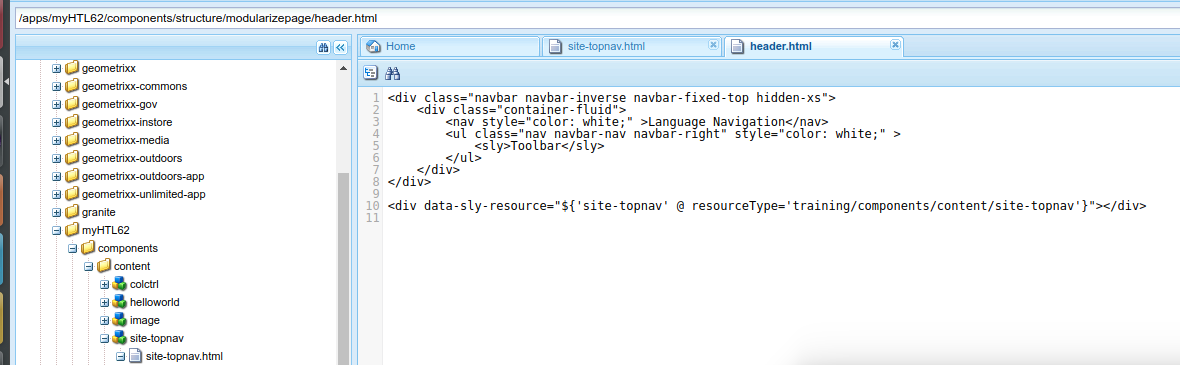 /apps/myHTL62/components/structure/modularizepage/header.html
Home
site-topnav.html
header.html
geometrixx
geometrixx-commons
geometrixx-gov
geometrixx-instore
geometrixx-media
geometrixx-outdoors
geometrixx-outdoors-app
geometrixx-unlimited-app
granite
myHTL62
components
content
colctrl
helloworld
image
site-topnav
site-topnav.html
1 <div class="navbar navbar-inverse navbar-fixed-top hidden-xs">
2 <div class="container-fluid">
3 <nav style="color: white;" >Language Navigation</nav>
4 <ul class="nav navbar-nav navbar-right" style="color: white;" >
5 <sly>Toolbar</sly>
6 </ul>
7 </div>
8 </div>
9
10 <div data-sly-resource="${'site-topnav' @ resourceType='training/components/content/site-topnav'}"></div>
11